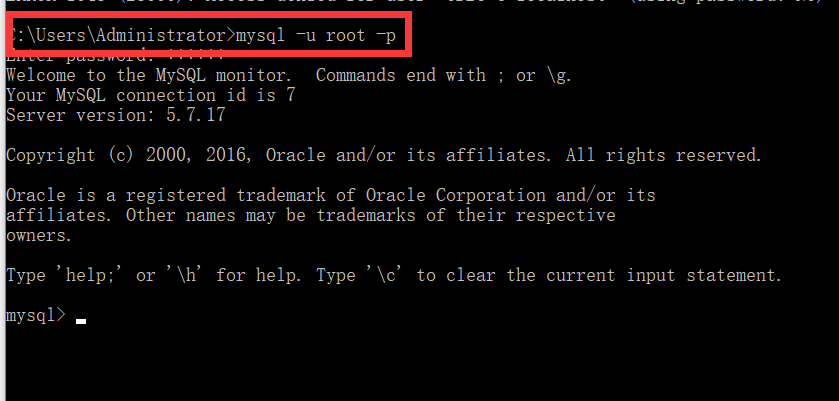 C:\Users\Administrator>mysql -u root -p
Enter password: ******
Welcome to the MySQL monitor.  Commands end with ; or \g.
Your MySQL connection id is 7
Server version: 5.7.17
Copyright (c) 2000, 2016, Oracle and/or its affiliates. All rights reserved.
Oracle is a registered trademark of Oracle Corporation and/or its
affiliates. Other names may be trademarks of their respective
owners.
Type 'help;' or '\h' for help. Type '\c' to clear the current input statement.
mysql>